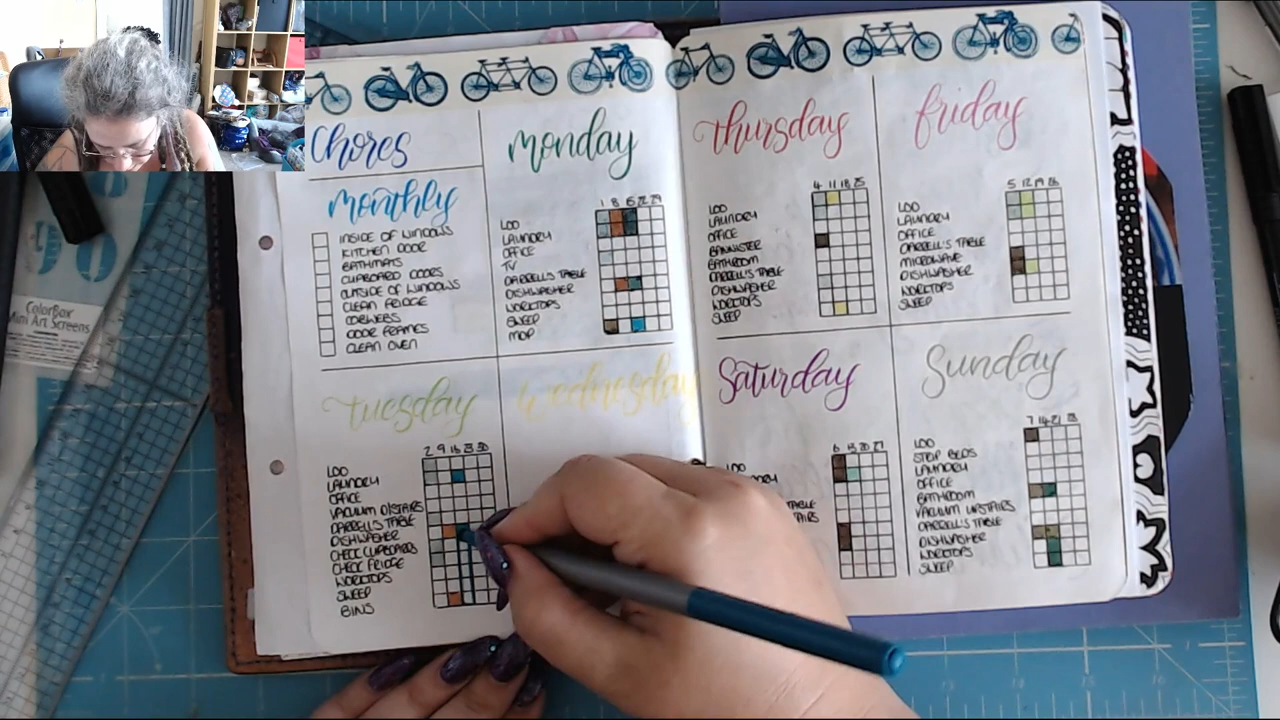 Chores
monthly
INSIDE OF WINDOWS
KITCHEN DOOR
BATHMATS
CUPBOARD DOORS
OUTSIDE OF WINDOWS
CLEAN FRIDGE
COBWEBS
DOOR FRAMES
CLEAN OVEN
monday
1 8 15 22 29
LOO
LAUNDRY
OFFICE
TV
DARRELL'S TABLE
DISHWASHER
WORKTOPS
SWEEP
MOP
tuesday
2 9 16 23 30
LOO
LAUNDRY
OFFICE
VACUUM D/STAIRS
DARRELL'S TABLE
DISHWASHER
CHECK CUPBOARDS
CHECK FRIDGE
WORKTOPS
SWEEP
BINS
wednesday
thursday
4 11 18 25
LOO
LAUNDRY
OFFICE
BANNISTER
BATHROOM
DARRELL'S TABLE
DISHWASHER
WORKTOPS
SWEEP
friday
5 12 19 26
LOO
LAUNDRY
OFFICE
DARRELL'S TABLE
MICROWAVE
DISHWASHER
WORKTOPS
SWEEP
Saturday
6 13 20 27
LOO
Sunday
7 14 21 28
LOO
STRIP BEDS
LAUNDRY
OFFICE
BATHROOM
VACUUM UPSTAIRS
DARRELL'S TABLE
DISHWASHER
WORKTOPS
SWEEP
ColorBox
Mini Art Screens